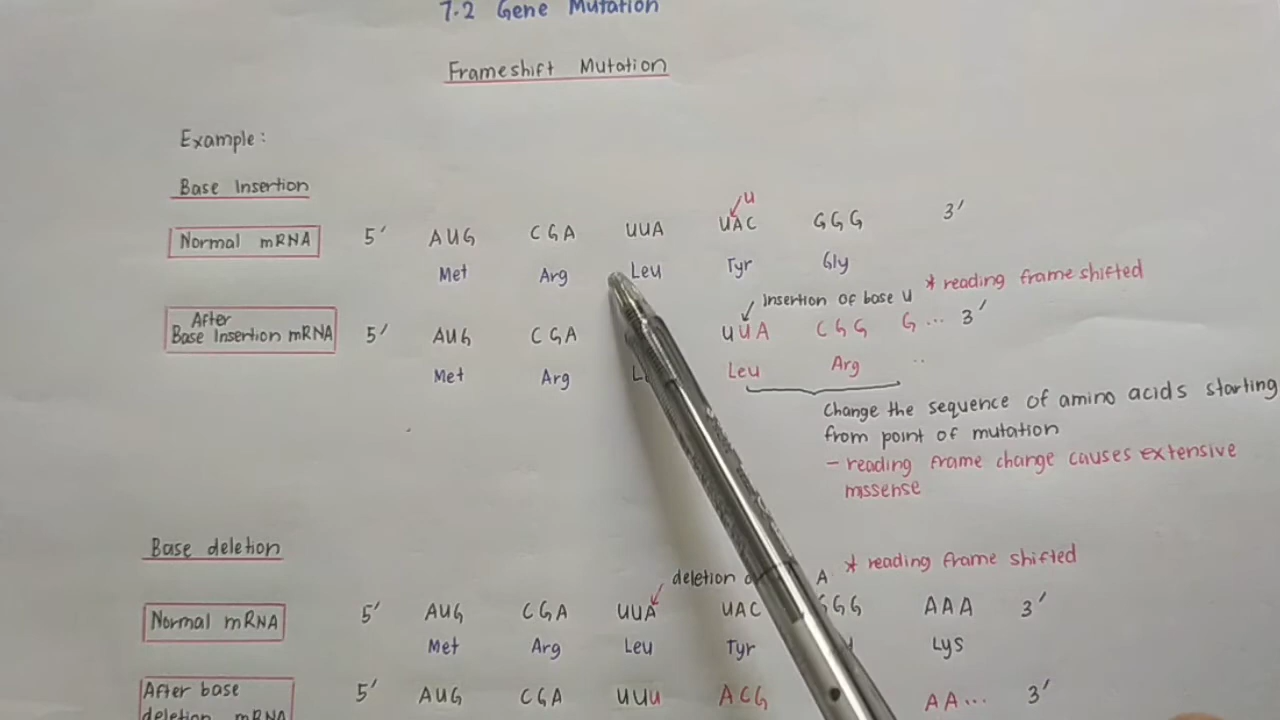 7.2 Gene Mutation
Frameshift Mutation
Example:
Base Insertion
u
Normal mRNA 5' AUG CGA UUA UAC GGG 3'
Met Arg Leu Tyr Gly
Insertion of base U * reading frame shifted
After
Base Insertion mRNA 5' AUG CGA UUA CGG G... 3'
Met Arg Leu Arg ..
Change the sequence of amino acids starting
from point of mutation
- reading frame change causes extensive
mssense
Base deletion
deletion A * reading frame shifted
Normal mRNA 5' AUG CGA UUA UAC GGG AAA 3'
Met Arg Leu Tyr Lys
After base 5' AUG CGA UUU ACG AA... 3'
deletion mRNA